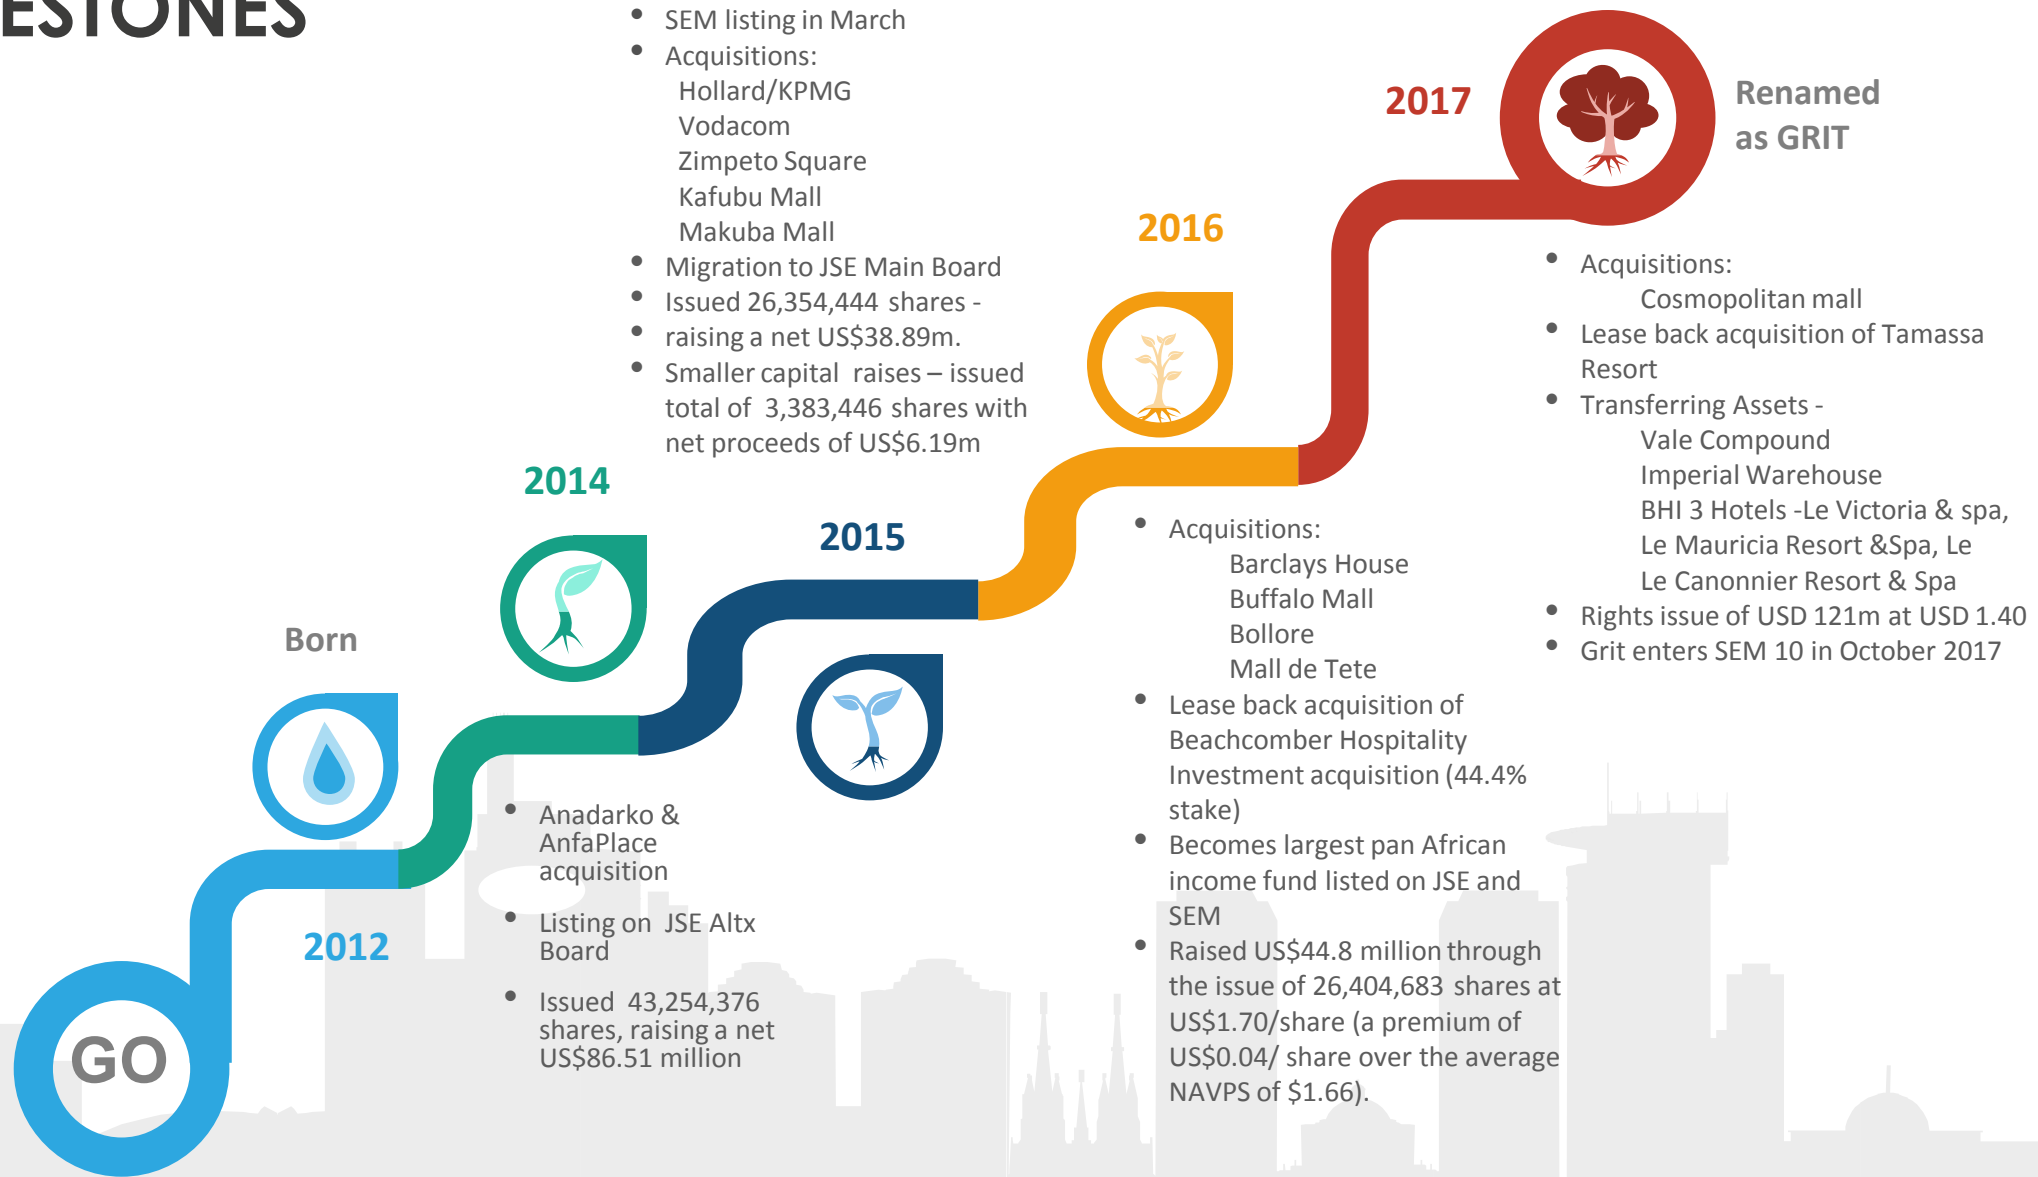 ESTONES
GO
Born
2012
2014
• Anadarko &
AnfaPlace
acquisition
• Listing on JSE Altx
Board
• Issued 43,254,376
shares, raising a net
US$86.51 million
2015
• SEM listing in March
• Acquisitions:
Hollard/KPMG
Vodacom
Zimpeto Square
Kafubu Mall
Makuba Mall
• Migration to JSE Main Board
• Issued 26,354,444 shares -
• raising a net US$38.89m.
• Smaller capital raises – issued
total of 3,383,446 shares with
net proceeds of US$6.19m
2016
• Acquisitions:
Barclays House
Buffalo Mall
Bollore
Mall de Tete
• Lease back acquisition of
Beachcomber Hospitality
Investment acquisition (44.4%
stake)
• Becomes largest pan African
income fund listed on JSE and
SEM
• Raised US$44.8 million through
the issue of 26,404,683 shares at
US$1.70/share (a premium of
US$0.04/ share over the average
NAVPS of $1.66).
2017
Renamed
as GRIT
• Acquisitions:
Cosmopolitan mall
• Lease back acquisition of Tamassa
Resort
• Transferring Assets -
Vale Compound
Imperial Warehouse
BHI 3 Hotels -Le Victoria & spa,
Le Mauricia Resort &Spa, Le
Le Canonnier Resort & Spa
• Rights issue of USD 121m at USD 1.40
• Grit enters SEM 10 in October 2017